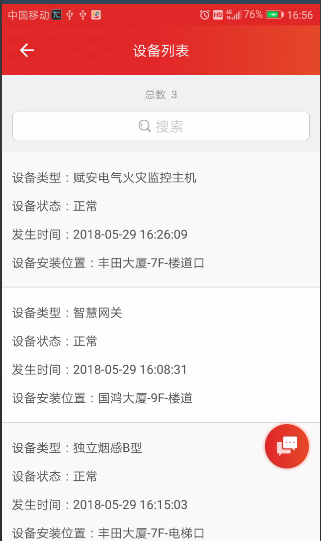 中国移动 HD 4G 76% 16:56
设备列表
总数 3
搜索
设备类型：赋安电气火灾监控主机
设备状态：正常
发生时间：2018-05-29 16:26:09
设备安装位置：丰田大厦-7F-楼道口
设备类型：智慧网关
设备状态：正常
发生时间：2018-05-29 16:08:31
设备安装位置：国鸿大厦-9F-楼道
设备类型：独立烟感B型
设备状态：正常
发生时间：2018-05-29 16:15:03
设备安装位置：丰田大厦-7F-电梯口